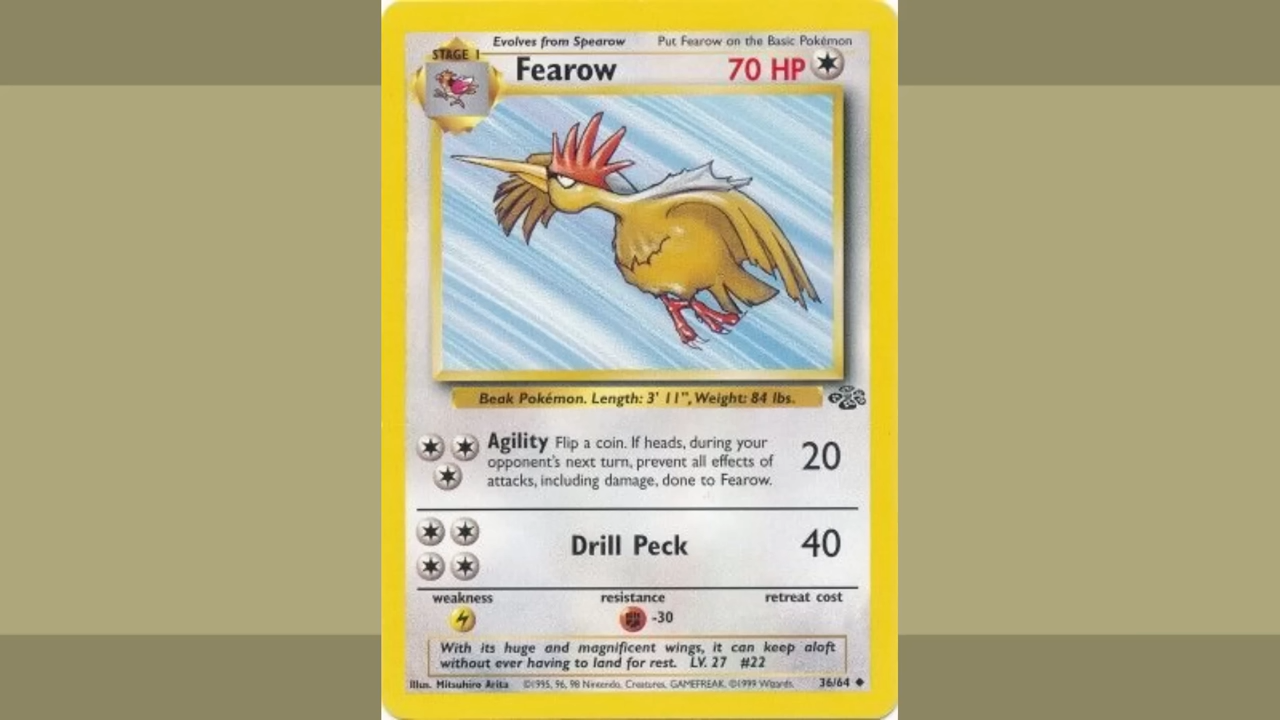 Evolves from Spearow Put Fearow on the Basic Pokémon
STAGE 1
Fearow 70 HP
Beak Pokémon. Length: 3' 11", Weight: 84 lbs.
Agility Flip a coin. If heads, during your
opponent's next turn, prevent all effects of
attacks, including damage, done to Fearow.
20
Drill Peck 40
weakness resistance retreat cost
-30
With its huge and magnificent wings, it can keep aloft
without ever having to land for rest. LV. 27 #22
Illus. Mitsuhiro Arita ©1995, 96, 98 Nintendo, Creatures, GAMEFREAK. ©1999 Wizards. 36/64